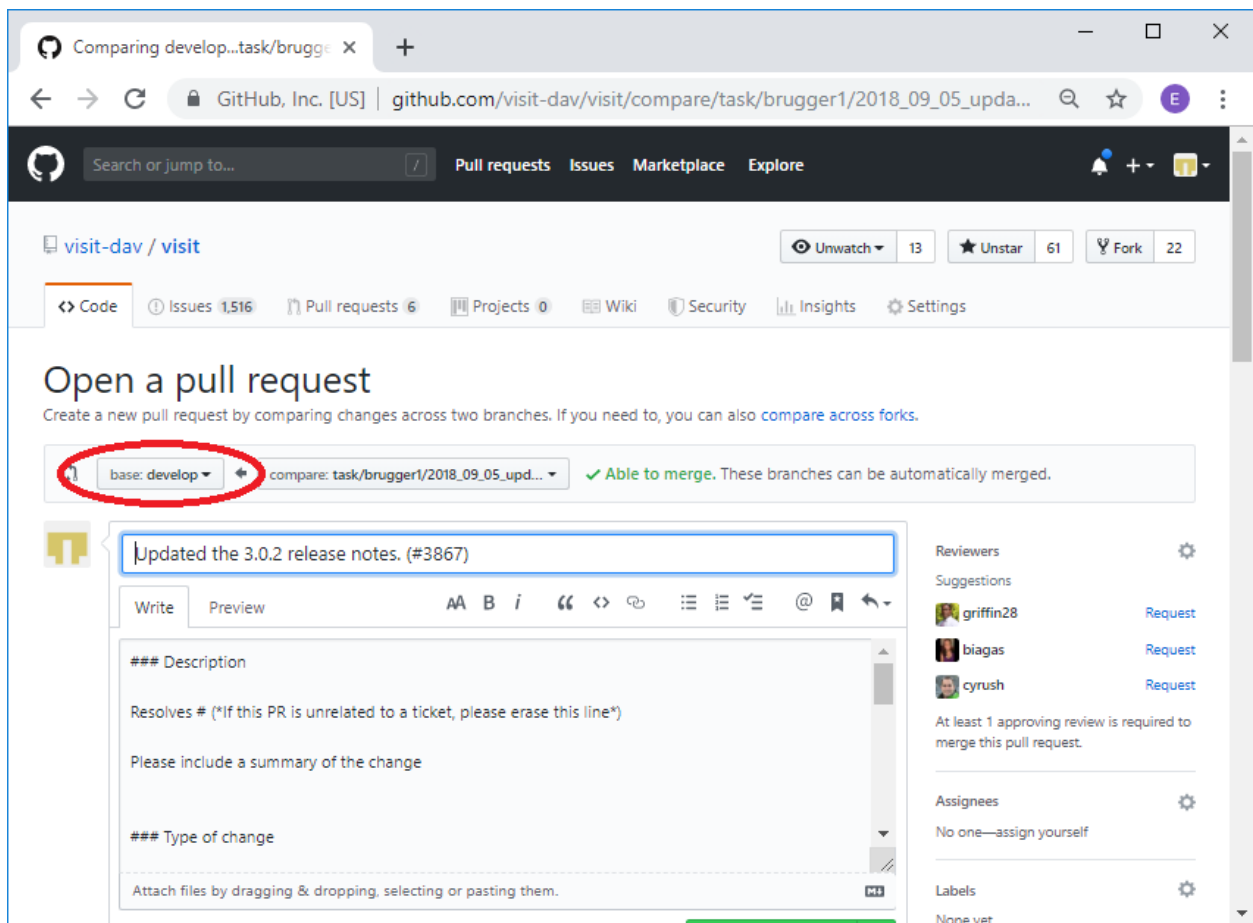 Comparing develop...task/brugge
GitHub, Inc. [US] github.com/visit-dav/visit/compare/task/brugger1/2018_09_05_upda... E
Search or jump to... / Pull requests Issues Marketplace Explore
visit-dav / visit Unwatch 13 Unstar 61 Fork 22
Code Issues 1,516 Pull requests 6 Projects 0 Wiki Security Insights Settings
Open a pull request
Create a new pull request by comparing changes across two branches. If you need to, you can also compare across forks.
base: develop compare: task/brugger1/2018_09_05_upd... Able to merge. These branches can be automatically merged.
Updated the 3.0.2 release notes. (#3867)
Write Preview AA B i
### Description
Resolves # (*If this PR is unrelated to a ticket, please erase this line*)
Please include a summary of the change
### Type of change
Attach files by dragging & dropping, selecting or pasting them.
Reviewers
Suggestions
griffin28 Request
biagas Request
cyrush Request
At least 1 approving review is required to
merge this pull request.
Assignees
No one—assign yourself
Labels
None yet